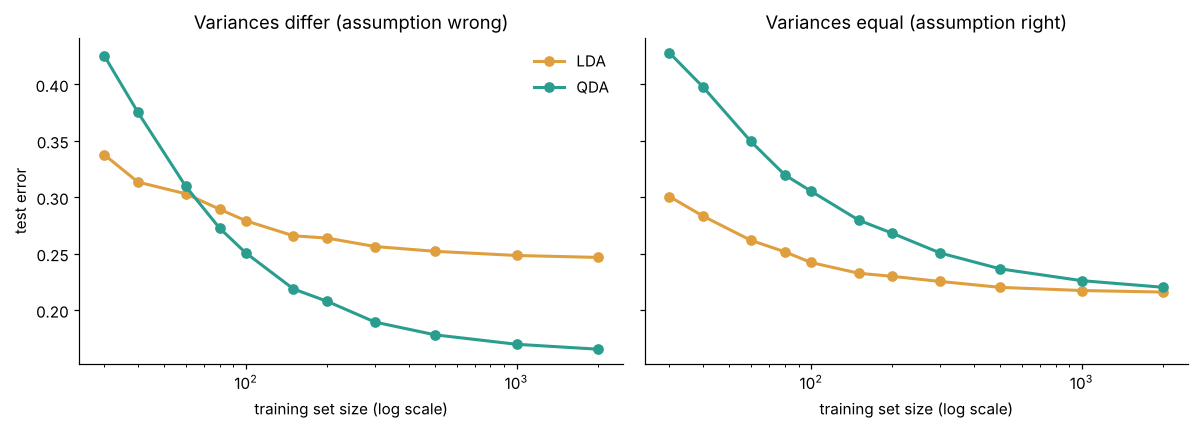 Variances differ (assumption wrong)
LDA
QDA
0.40
0.35
0.30
0.25
0.20
test error
10²
10³
training set size (log scale)
Variances equal (assumption right)
10²
10³
training set size (log scale)